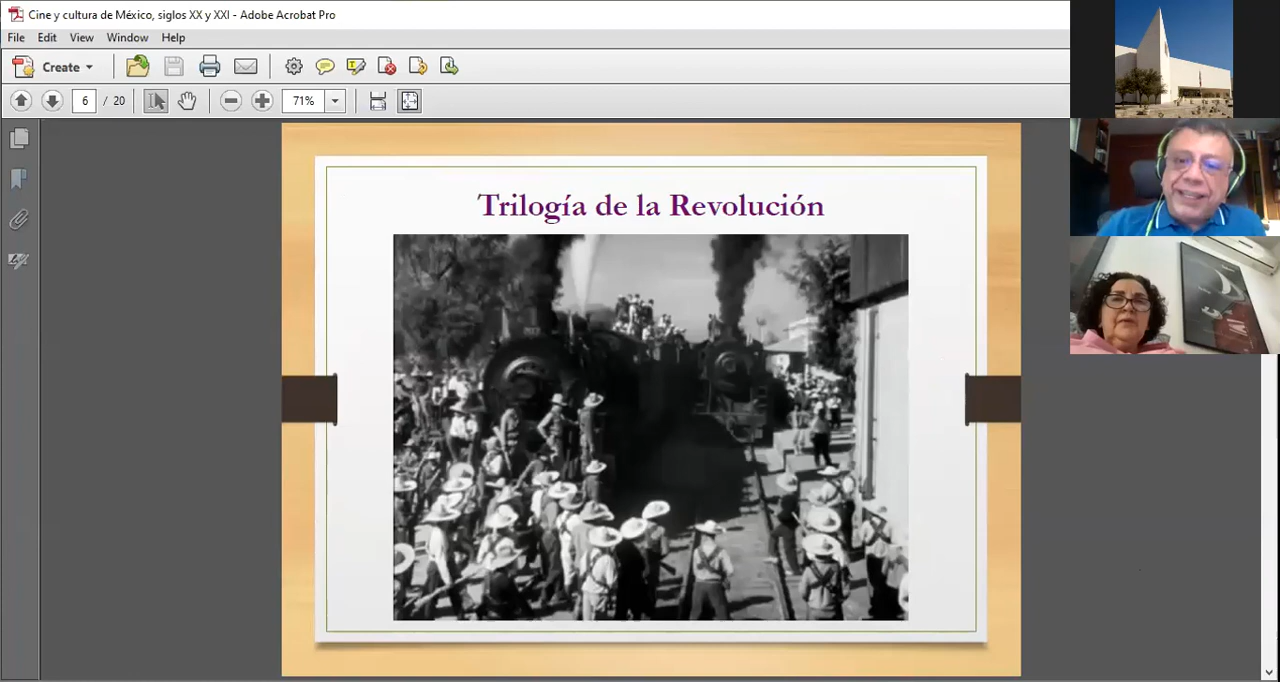 Cine y cultura de México, siglos XX y XXI - Adobe Acrobat Pro
File Edit View Window Help
Create
6 / 20 71%
Trilogía de la Revolución